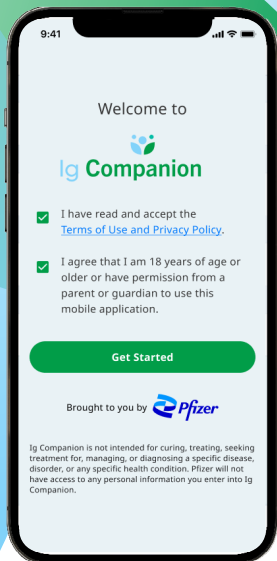 9:41
Welcome to
Ig Companion
I have read and accept the
Terms of Use and Privacy Policy.
I agree that I am 18 years of age or
older or have permission from a
parent or guardian to use this
mobile application.
Get Started
Brought to you by Pfizer
Ig Companion is not intended for curing, treating, seeking
treatment for, managing, or diagnosing a specific disease,
disorder, or any specific health condition. Pfizer will not
have access to any personal information you enter into Ig
Companion.